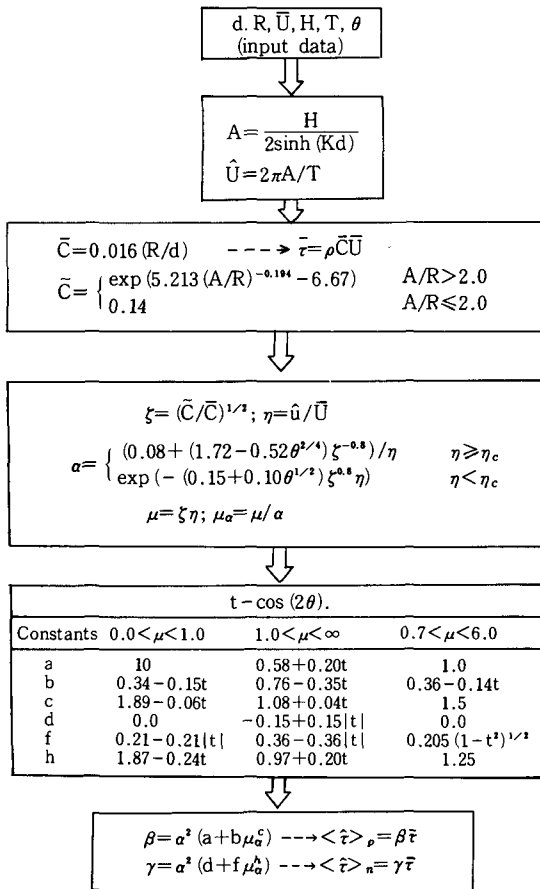 d. R, Ū, H, T, θ
(input data)
A = H / 2sinh (Kd)
Û = 2πA/T
C̄ = 0.016 (R/d) ---→ τ̄ = ρC̄Ū
C̃ = { exp (5.213 (A/R)^-0.194 − 6.67) A/R > 2.0
0.14 A/R ≤ 2.0
ζ = (C̃/C̄)^1/2; η = û/Ū
α = { (0.08 + (1.72 − 0.52θ^2/4) ζ^-0.8)/η η ≥ η_c
exp (− (0.15 + 0.10θ^1/2) ζ^0.8 η) η < η_c
μ = ζη; μ_α = μ/α
t − cos (2θ).
Constants 0.0 < μ < 1.0 1.0 < μ < ∞ 0.7 < μ < 6.0
a 10 0.58 + 0.20t 1.0
b 0.34 − 0.15t 0.76 − 0.35t 0.36 − 0.14t
c 1.89 − 0.06t 1.08 + 0.04t 1.5
d 0.0 −0.15 + 0.15|t| 0.0
f 0.21 − 0.21|t| 0.36 − 0.36|t| 0.205 (1 − t²)^1/2
h 1.87 − 0.24t 0.97 + 0.20t 1.25
β = α² (a + bμ_α^c) ---→ <τ̂>_p = βτ̄
γ = α² (d + fμ_α^h) ---→ <τ̂>_n = γτ̄